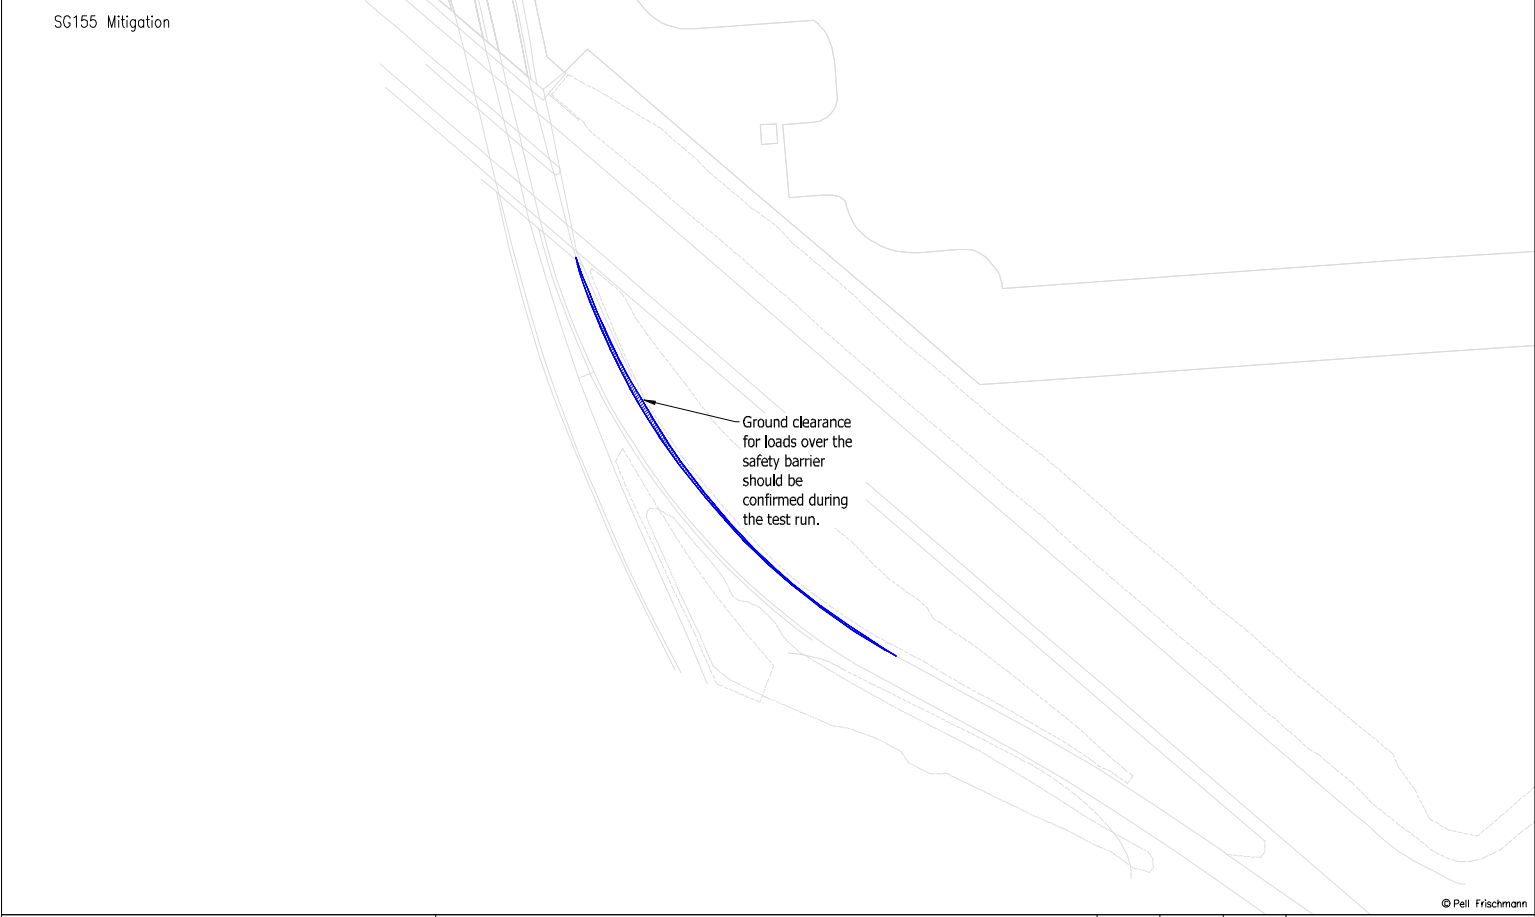 SG155 Mitigation
Ground clearance
for loads over the
safety barrier
should be
confirmed during
the test run.
© Pell Frischmann